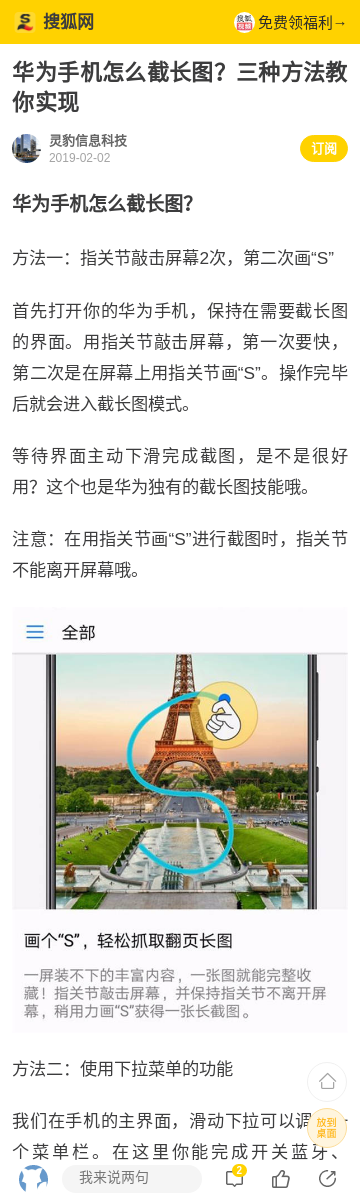 搜狐网
搜狐视频
免费领福利→
华为手机怎么截长图？三种方法教
你实现
灵豹信息科技
2019-02-02
订阅
华为手机怎么截长图？
方法一：指关节敲击屏幕2次，第二次画“S”
首先打开你的华为手机，保持在需要截长图
的界面。用指关节敲击屏幕，第一次要快，
第二次是在屏幕上用指关节画“S”。操作完毕
后就会进入截长图模式。
等待界面主动下滑完成截图，是不是很好
用？这个也是华为独有的截长图技能哦。
注意：在用指关节画“S”进行截图时，指关节
不能离开屏幕哦。
全部
画个“S”，轻松抓取翻页长图
一屏装不下的丰富内容，一张图就能完整收
藏！指关节敲击屏幕，并保持指关节不离开屏
幕，稍用力画“S”获得一张长截图。
方法二：使用下拉菜单的功能
我们在手机的主界面，滑动下拉可以调
个菜单栏。在这里你能完成开关蓝牙、
放到
桌面
我来说两句
2